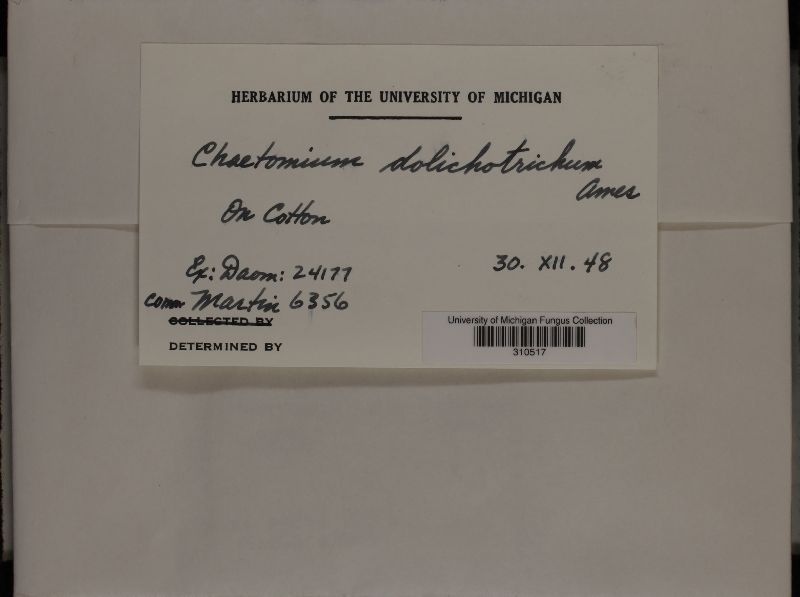 HERBARIUM OF THE UNIVERSITY OF MICHIGAN
Chaetomium dolichotrichum
Ames
On Cotton
Ex: Daom: 24177
30. XII. 48
comm Martin 6356
COLLECTED BY
DETERMINED BY
University of Michigan Fungus Collection
310517